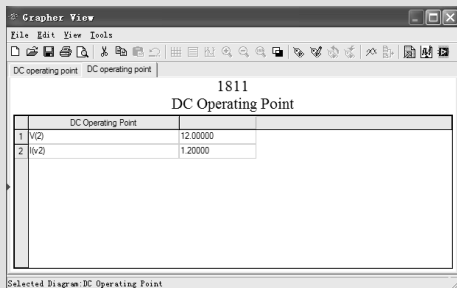 Grapher View
File Edit View Tools
DC operating point DC operating point
1811
DC Operating Point
DC Operating Point
1 V(2) 12.00000
2 I(v2) 1.20000
Selected Diagram:DC Operating Point